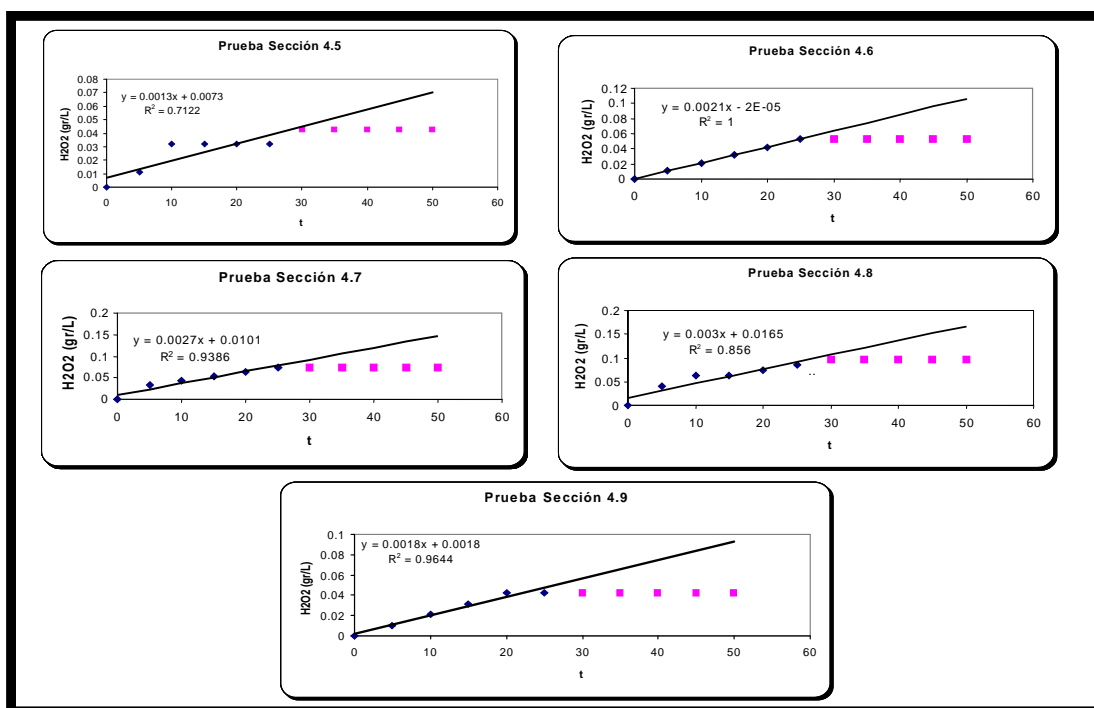 Prueba Sección 4.5
H2O2 (gr/L)
0.08
0.07
0.06
0.05
0.04
0.03
0.02
0.01
0
y = 0.0013x + 0.0073
R² = 0.7122
0 10 20 30 40 50 60
t
Prueba Sección 4.6
H2O2 (gr/L)
0.12
0.1
0.08
0.06
0.04
0.02
0
y = 0.0021x - 2E-05
R² = 1
0 10 20 30 40 50 60
t
Prueba Sección 4.7
H2O2 (gr/L)
0.2
0.15
0.1
0.05
0
y = 0.0027x + 0.0101
R² = 0.9386
0 10 20 30 40 50 60
t
Prueba Sección 4.8
H2O2 (gr/L)
0.2
0.15
0.1
0.05
0
y = 0.003x + 0.0165
R² = 0.856
..
0 10 20 30 40 50 60
t
Prueba Sección 4.9
H2O2 (gr/L)
0.1
0.08
0.06
0.04
0.02
0
y = 0.0018x + 0.0018
R² = 0.9644
0 10 20 30 40 50 60
t